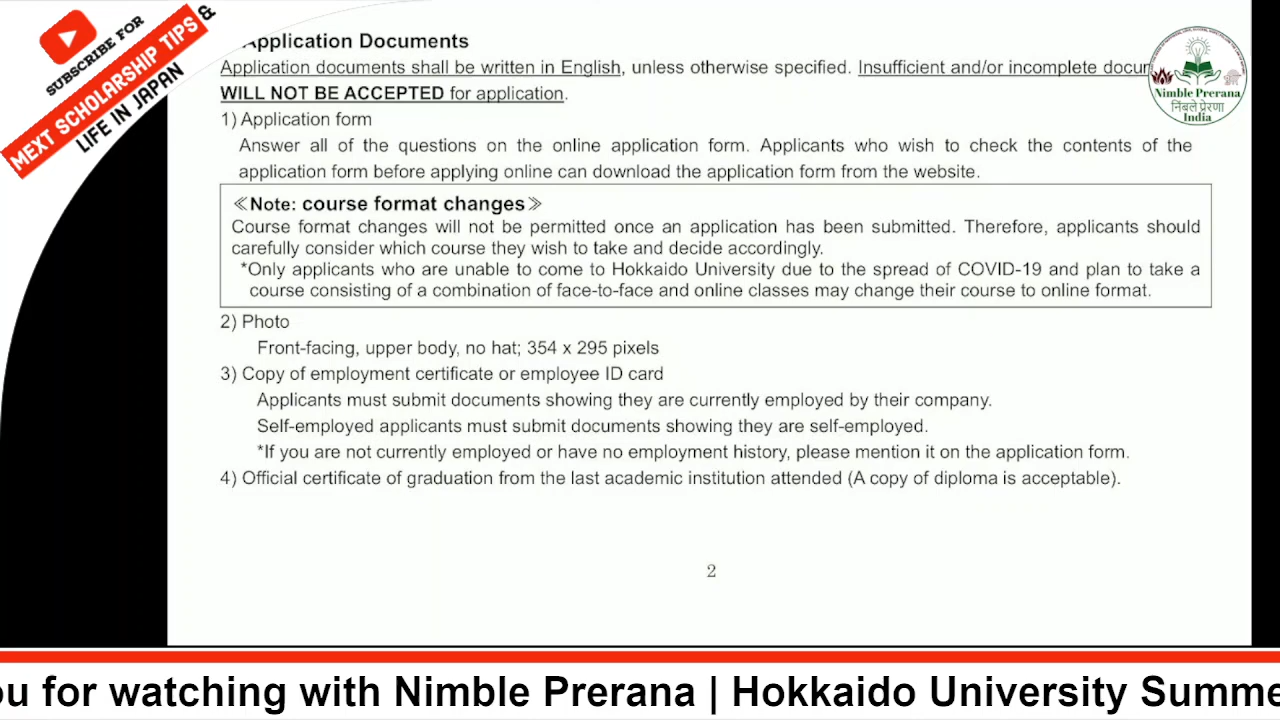 SUBSCRIBE FOR
MEXT SCHOLARSHIP TIPS &
LIFE IN JAPAN
Application Documents
Application documents shall be written in English, unless otherwise specified. Insufficient and/or incomplete docu
WILL NOT BE ACCEPTED for application.
1) Application form
Answer all of the questions on the online application form. Applicants who wish to check the contents of the
application form before applying online can download the application form from the website.
≪Note: course format changes≫
Course format changes will not be permitted once an application has been submitted. Therefore, applicants should
carefully consider which course they wish to take and decide accordingly.
*Only applicants who are unable to come to Hokkaido University due to the spread of COVID-19 and plan to take a
course consisting of a combination of face-to-face and online classes may change their course to online format.
2) Photo
Front-facing, upper body, no hat; 354 x 295 pixels
3) Copy of employment certificate or employee ID card
Applicants must submit documents showing they are currently employed by their company.
Self-employed applicants must submit documents showing they are self-employed.
*If you are not currently employed or have no employment history, please mention it on the application form.
4) Official certificate of graduation from the last academic institution attended (A copy of diploma is acceptable).
2
Nimble Prerana
निंबले प्रेरणा
India
ou for watching with Nimble Prerana | Hokkaido University Summe